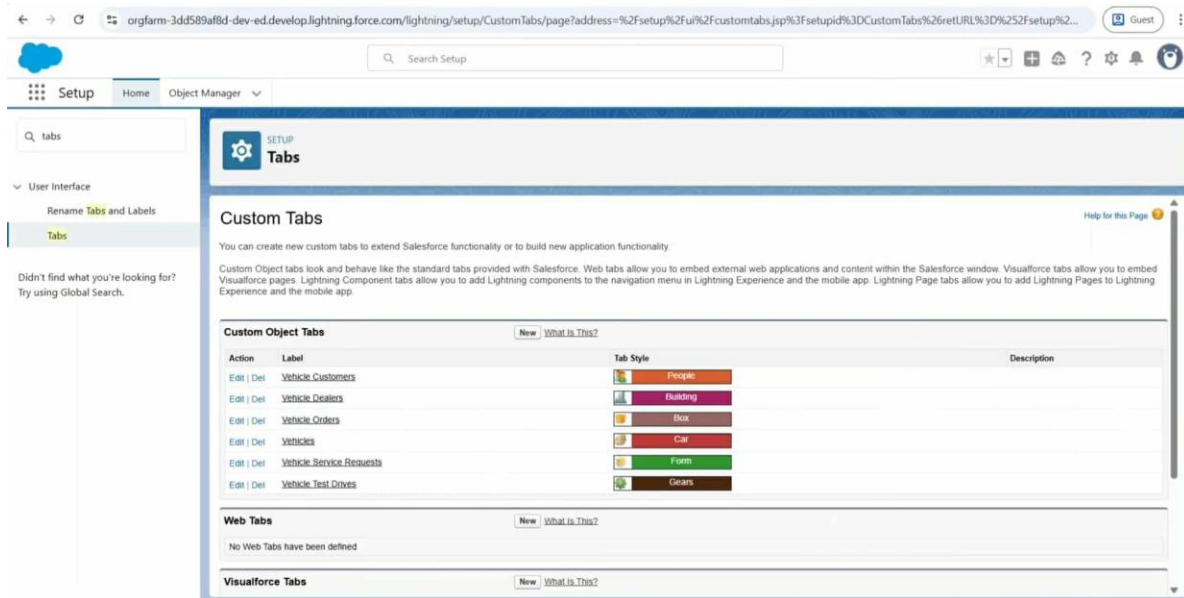 orgfarm-3dd589af8d-dev-ed.develop.lightning.force.com/lightning/setup/CustomTabs/page?address=%2Fsetup%2Fui%2Fcustomtabs.jsp%3Fsetupid%3DCustomTabs%26retURL%3D%252Fsetup%2...
Guest
Search Setup
Setup
Home
Object Manager
tabs
SETUP
Tabs
User Interface
Rename Tabs and Labels
Tabs
Didn't find what you're looking for?
Try using Global Search.
Custom Tabs
Help for this Page
You can create new custom tabs to extend Salesforce functionality or to build new application functionality.
Custom Object tabs look and behave like the standard tabs provided with Salesforce. Web tabs allow you to embed external web applications and content within the Salesforce window. Visualforce tabs allow you to embed
Visualforce pages. Lightning Component tabs allow you to add Lightning components to the navigation menu in Lightning Experience and the mobile app. Lightning Page tabs allow you to add Lightning Pages to Lightning
Experience and the mobile app.
Custom Object Tabs New What Is This?
Action Label Tab Style Description
Edit | Del Vehicle Customers People
Edit | Del Vehicle Dealers Building
Edit | Del Vehicle Orders Box
Edit | Del Vehicles Car
Edit | Del Vehicle Service Requests Form
Edit | Del Vehicle Test Drives Gears
Web Tabs New What Is This?
No Web Tabs have been defined
Visualforce Tabs New What Is This?